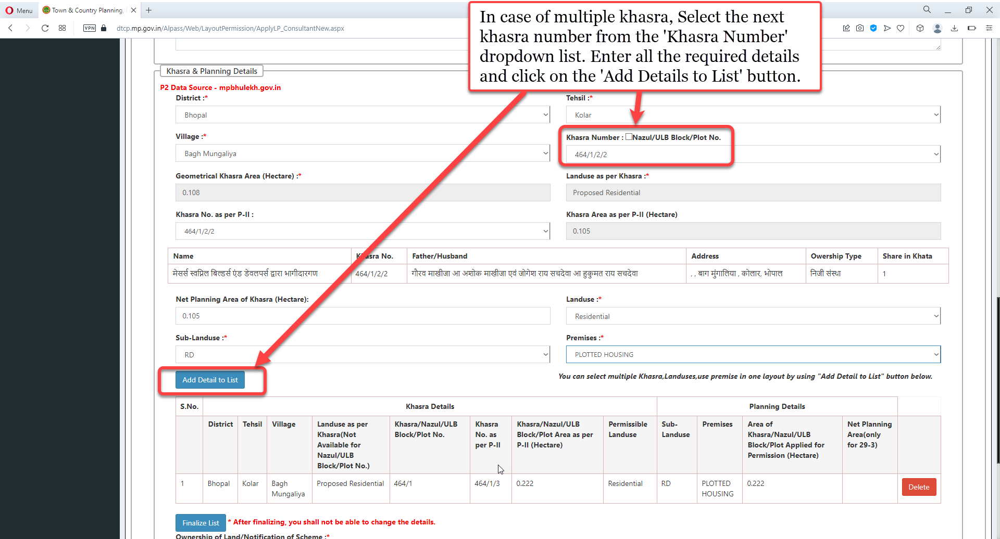 Menu
Town & Country Planning,
VPN
dtcp.mp.gov.in/Alpass/Web/LayoutPermission/ApplyLP_ConsultantNew.aspx
In case of multiple khasra, Select the next
khasra number from the 'Khasra Number'
dropdown list. Enter all the required details
and click on the 'Add Details to List' button.
Khasra & Planning Details
P2 Data Source - mpbhulekh.gov.in
District :*
Tehsil :*
Bhopal
Kolar
Village :*
Khasra Number : Nazul/ULB Block/Plot No.
Bagh Mungaliya
464/1/2/2
Geometrical Khasra Area (Hectare) :*
Landuse as per Khasra :*
0.108
Proposed Residential
Khasra No. as per P-II :
Khasra Area as per P-II (Hectare)
464/1/2/2
0.105
Name Khasra No. Father/Husband Address Owership Type Share in Khata
मेसर्स स्वप्निल बिल्डर्स एंड डेवलपर्स द्वारा भागीदारगण 464/1/2/2 गौरव माखीजा आ अशोक माखीजा एवं जोगेश राय सचदेवा आ हुकुमत राय सचदेवा , , बाग मुंगालिया , कोलार, भोपाल निजी संस्था 1
Net Planning Area of Khasra (Hectare):
Landuse :*
0.105
Residential
Sub-Landuse :*
Premises :*
RD
PLOTTED HOUSING
Add Detail to List
You can select multiple Khasra,Landuses,use premise in one layout by using "Add Detail to List" button below.
S.No. Khasra Details Planning Details
District Tehsil Village Landuse as per Khasra/Nazul/ULB Khasra Khasra/Nazul/ULB Permissible Sub- Premises Area of Net Planning
Khasra(Not Block/Plot No. No. as Block/Plot Area as per Landuse Landuse Khasra/Nazul/ULB Area(only
Available for per P-II P-II (Hectare) Block/Plot Applied for for 29-3)
Nazul/ULB Permission (Hectare)
Block/Plot No.)
1 Bhopal Kolar Bagh Proposed Residential 464/1 464/1/3 0.222 Residential RD PLOTTED 0.222 Delete
Mungaliya HOUSING
Finalize List * After finalizing, you shall not be able to change the details.
Ownership of Land/Notification of Scheme :*